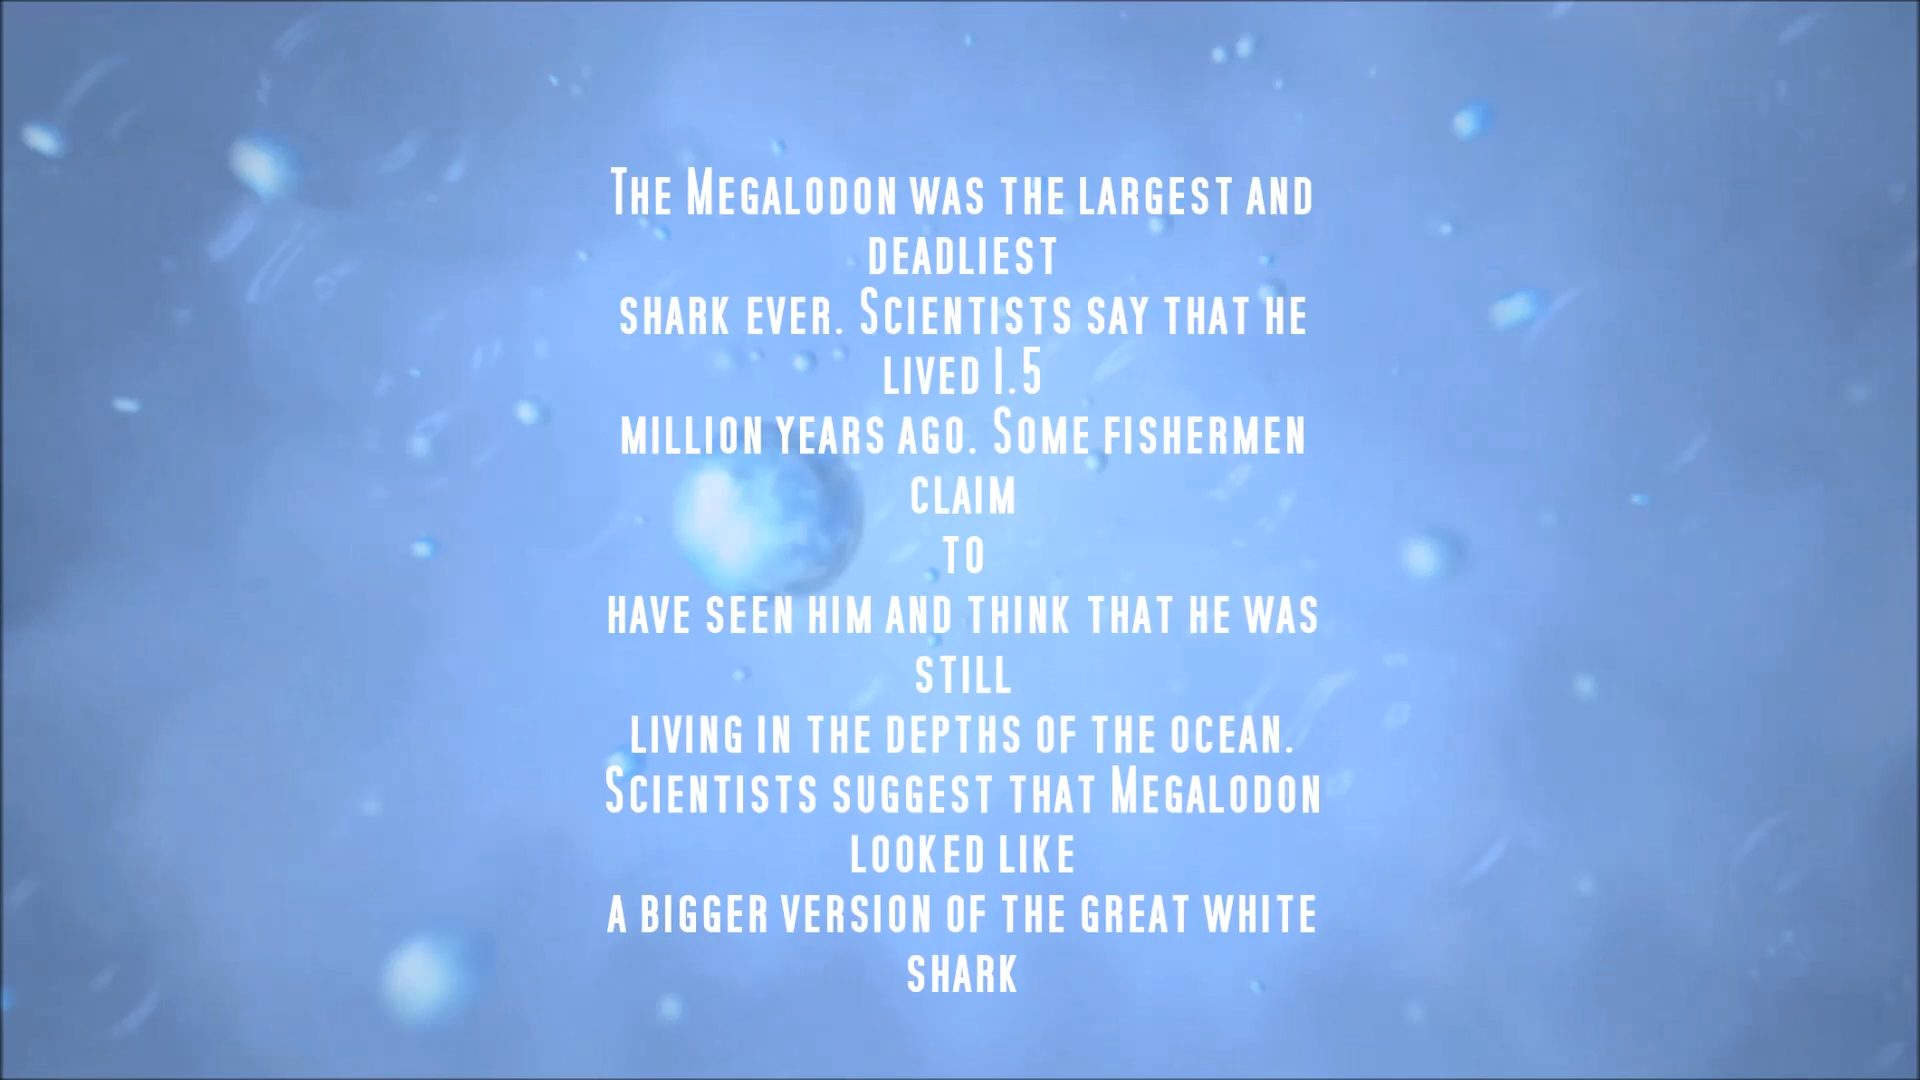 The Megalodon was the largest and
deadliest
shark ever. Scientists say that he
lived 1.5
million years ago. Some fishermen
claim
to
have seen him and think that he was
still
living in the depths of the ocean.
Scientists suggest that Megalodon
looked like
a bigger version of the great white
shark